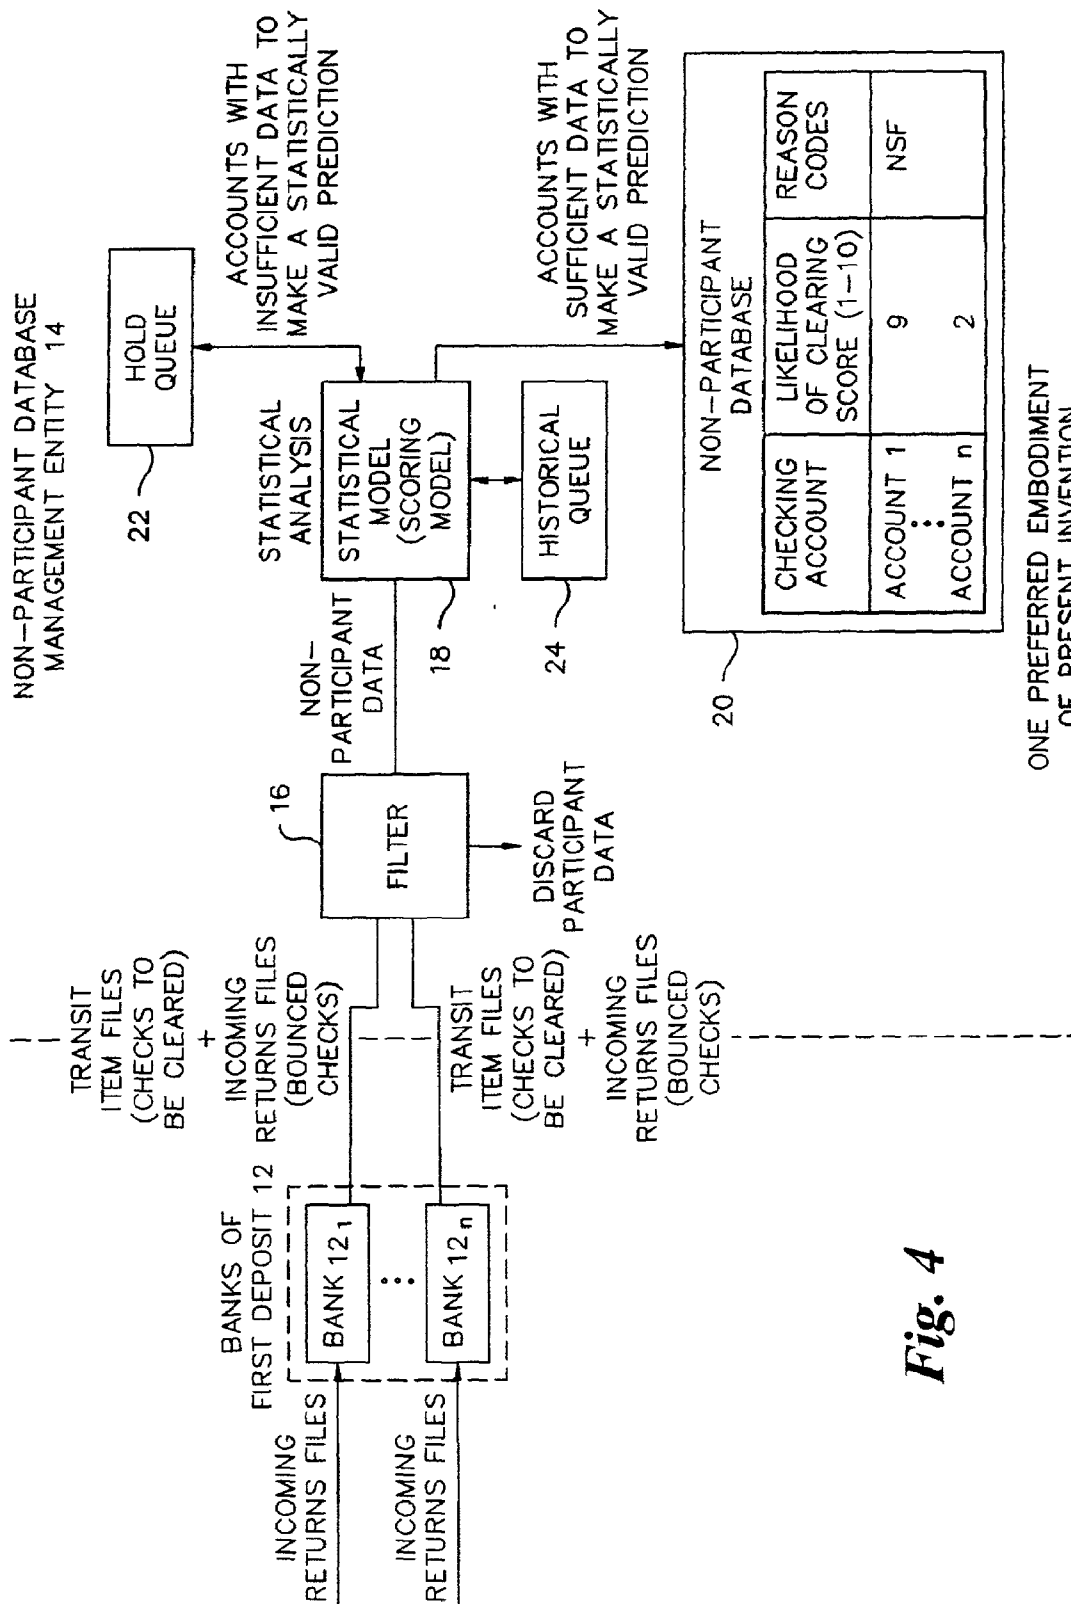 NON–PARTICIPANT DATABASE
MANAGEMENT ENTITY 14
BANKS OF
FIRST DEPOSIT 12
INCOMING
RETURNS FILES
INCOMING
RETURNS FILES
BANK 12₁
BANK 12ₙ
TRANSIT
ITEM FILES
(CHECKS TO
BE CLEARED)
+
INCOMING
RETURNS FILES
(BOUNCED
CHECKS)
TRANSIT
ITEM FILES
(CHECKS TO
BE CLEARED)
+
INCOMING
RETURNS FILES
(BOUNCED
CHECKS)
16
FILTER
DISCARD
PARTICIPANT
DATA
NON–
PARTICIPANT
DATA
22
HOLD
QUEUE
STATISTICAL
ANALYSIS
STATISTICAL
MODEL
(SCORING
MODEL)
18
HISTORICAL
QUEUE
24
ACCOUNTS WITH
INSUFFICIENT DATA TO
MAKE A STATISTICALLY
VALID PREDICTION
ACCOUNTS WITH
SUFFICIENT DATA TO
MAKE A STATISTICALLY
VALID PREDICTION
20
NON–PARTICIPANT
DATABASE
CHECKING
ACCOUNT
LIKELIHOOD
OF CLEARING
SCORE (1–10)
REASON
CODES
ACCOUNT 1
9
NSF
ACCOUNT n
2
ONE PREFERRED EMBODIMENT
OF PRESENT INVENTION
Fig. 4